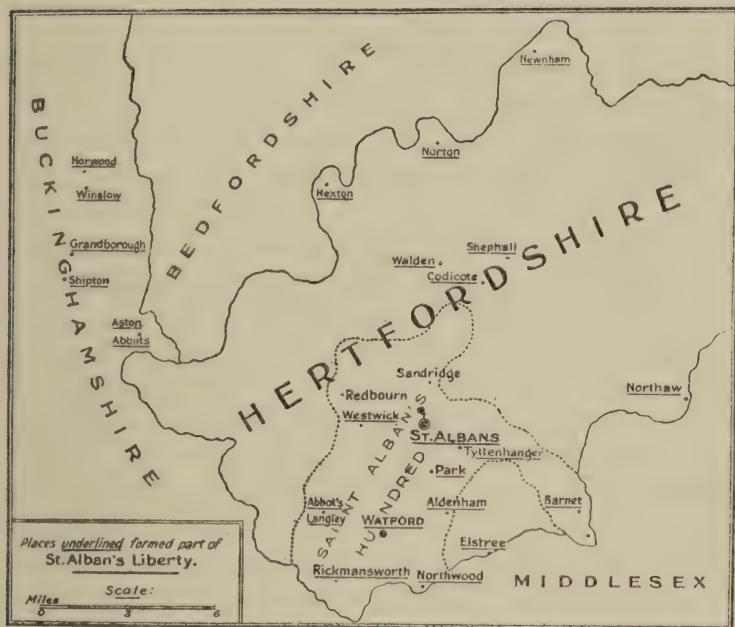 BUCKINGHAMSHIRE
BEDFORDSHIRE
HERTFORDSHIRE
MIDDLESEX
SAINT ALBAN'S
HUNDRED
Newnham
Norton
Hexton
Horwood
Winslow
Grandborough
Shipton
Aston
Abbots
Shephall
Walden
Codicote
Sandridge
Redbourn
Westwick
Northaw
ST. ALBANS
Tyttenhanger
Park
Abbot's
Langley
WATFORD
Aldenham
Barnet
Elstree
Rickmansworth
Northwood
Places underlined formed part of
St. Alban's Liberty.
Scale:
Miles
0 3 6